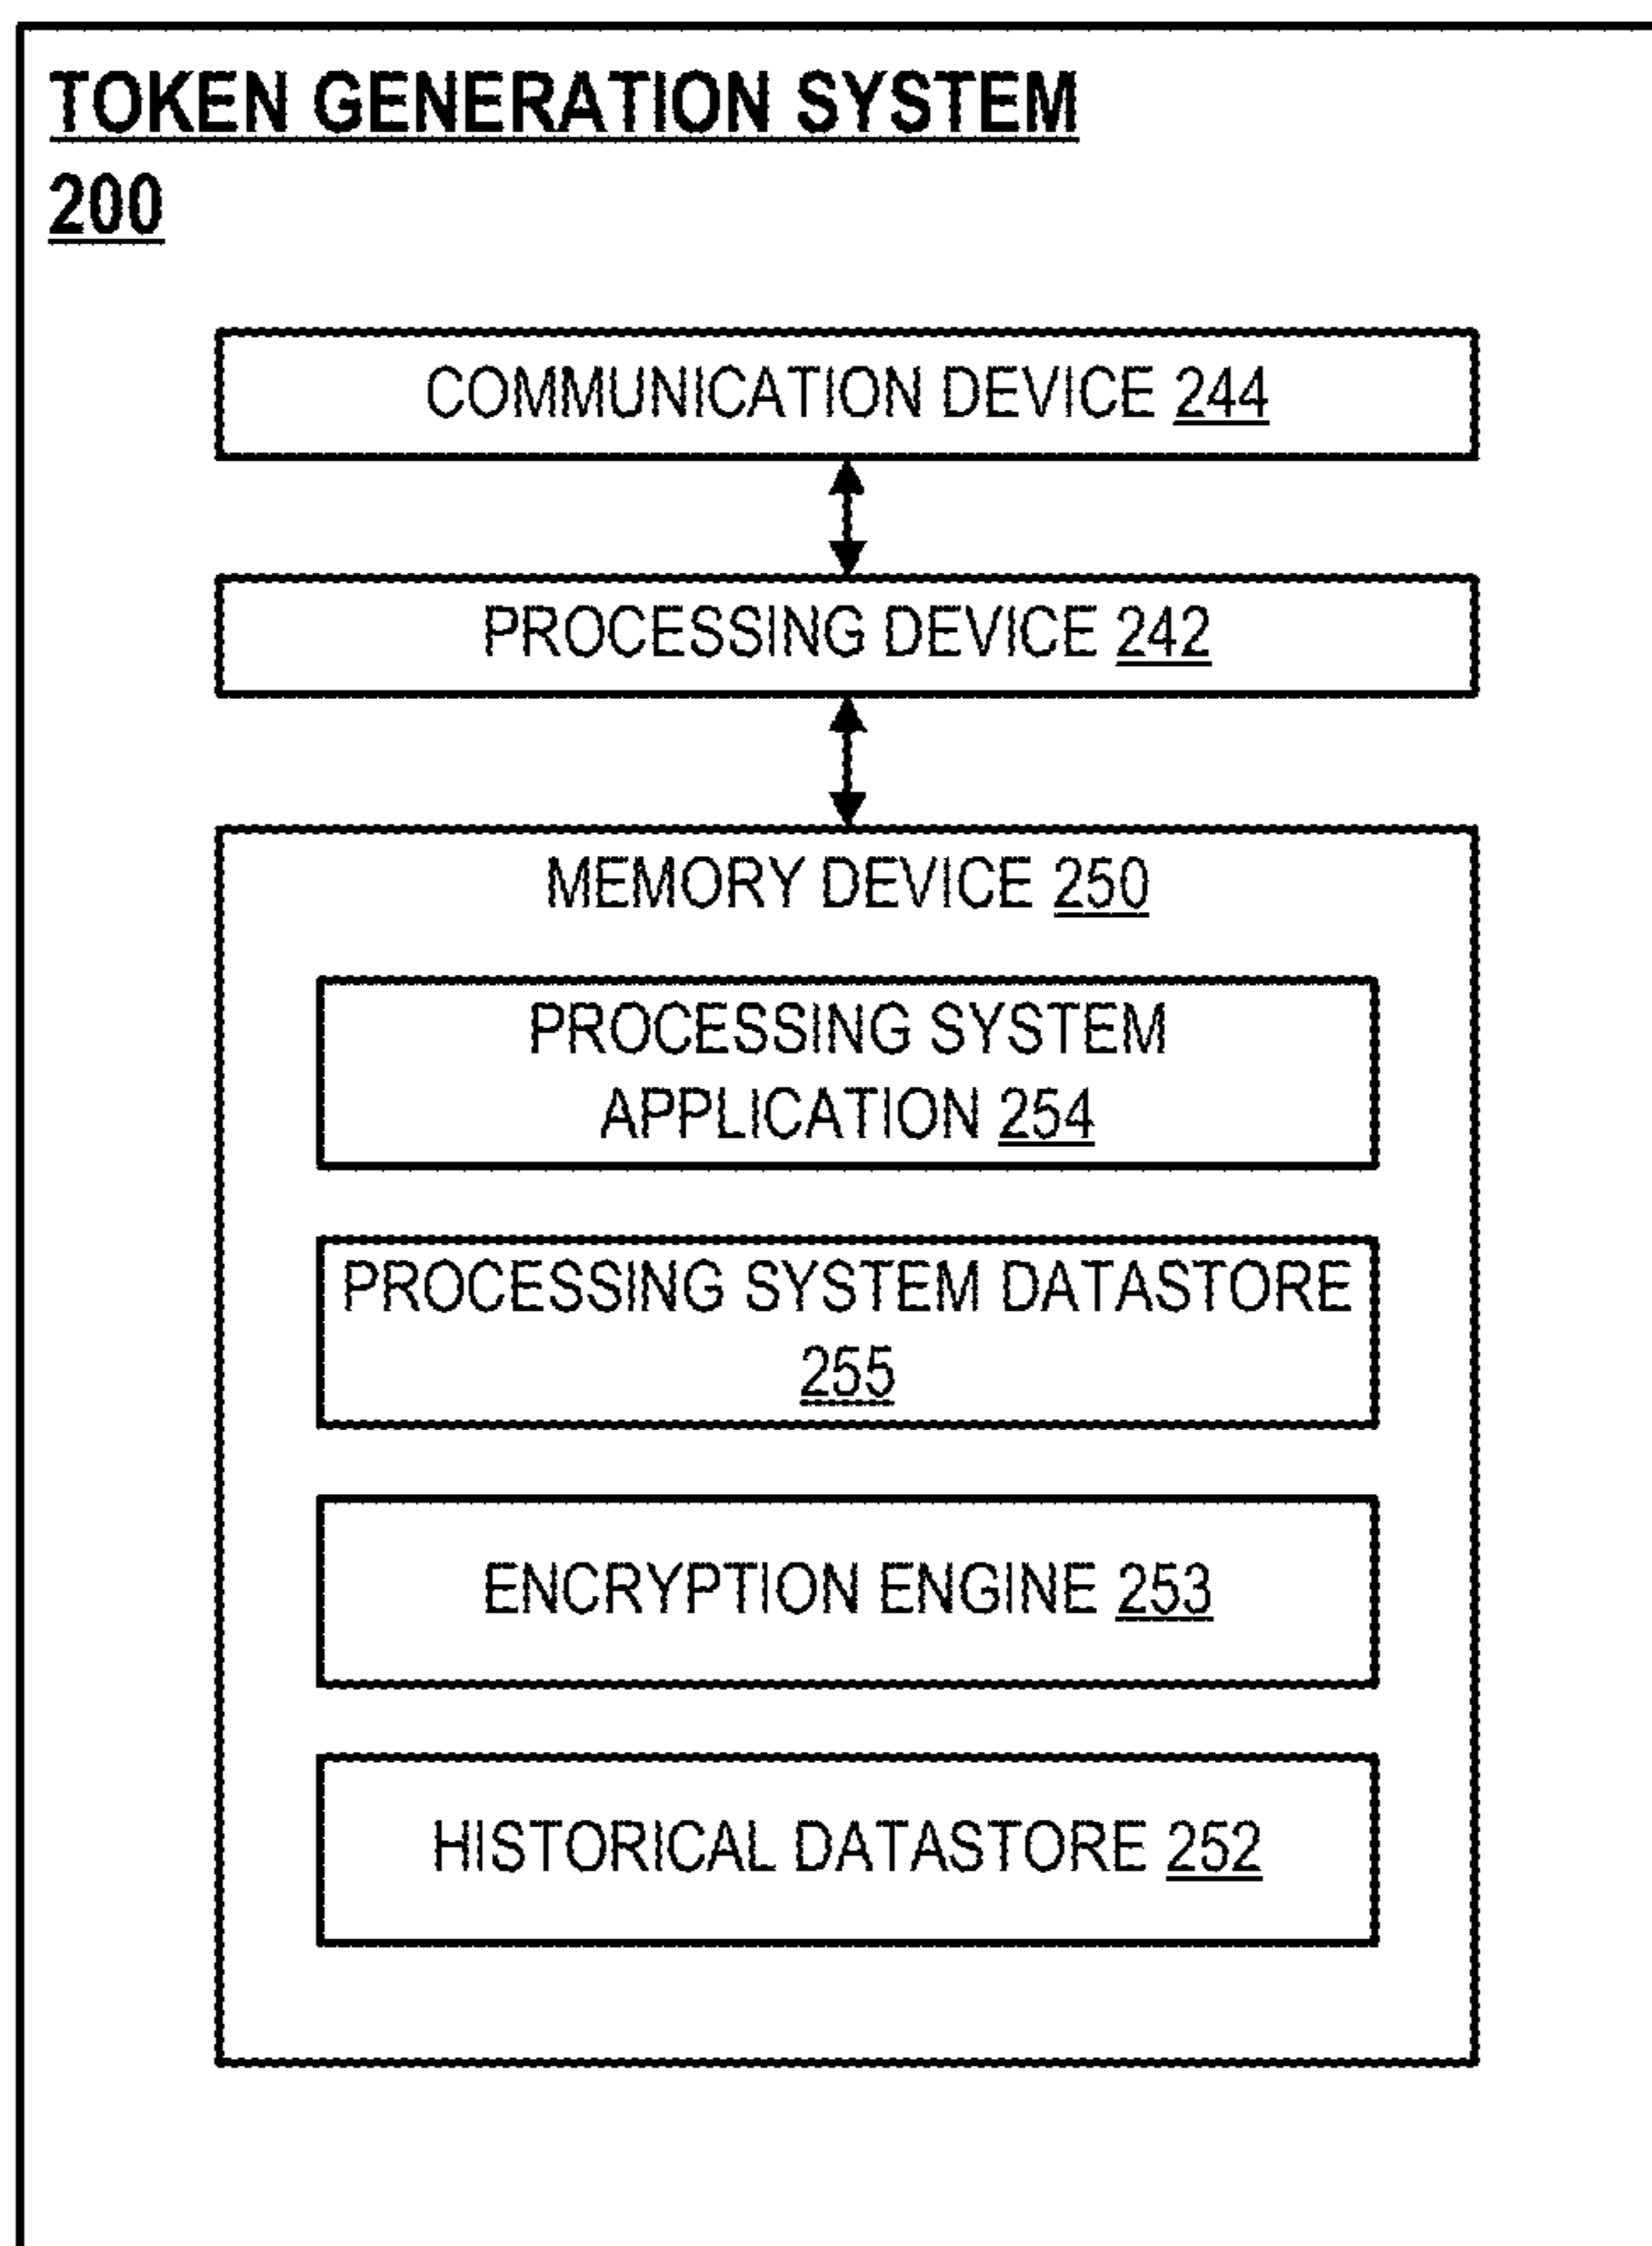 TOKEN GENERATION SYSTEM
200
COMMUNICATION DEVICE 244
PROCESSING DEVICE 242
MEMORY DEVICE 250
PROCESSING SYSTEM
APPLICATION 254
PROCESSING SYSTEM DATASTORE
255
ENCRYPTION ENGINE 253
HISTORICAL DATASTORE 252